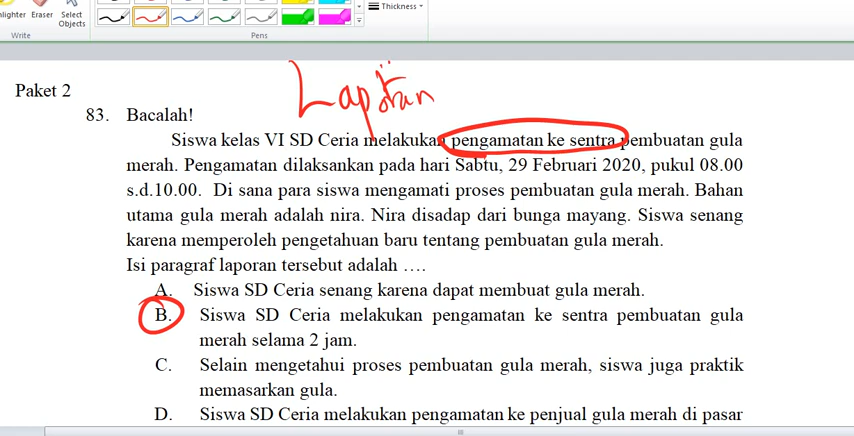 Thickness
lighter Eraser Select
Objects
Write
Pens
Laporan
Paket 2
83. Bacalah!
Siswa kelas VI SD Ceria melakukan pengamatan ke sentra pembuatan gula
merah. Pengamatan dilaksankan pada hari Sabtu, 29 Februari 2020, pukul 08.00
s.d.10.00. Di sana para siswa mengamati proses pembuatan gula merah. Bahan
utama gula merah adalah nira. Nira disadap dari bunga mayang. Siswa senang
karena memperoleh pengetahuan baru tentang pembuatan gula merah.
Isi paragraf laporan tersebut adalah ….
A. Siswa SD Ceria senang karena dapat membuat gula merah.
B. Siswa SD Ceria melakukan pengamatan ke sentra pembuatan gula
merah selama 2 jam.
C. Selain mengetahui proses pembuatan gula merah, siswa juga praktik
memasarkan gula.
D. Siswa SD Ceria melakukan pengamatan ke penjual gula merah di pasar